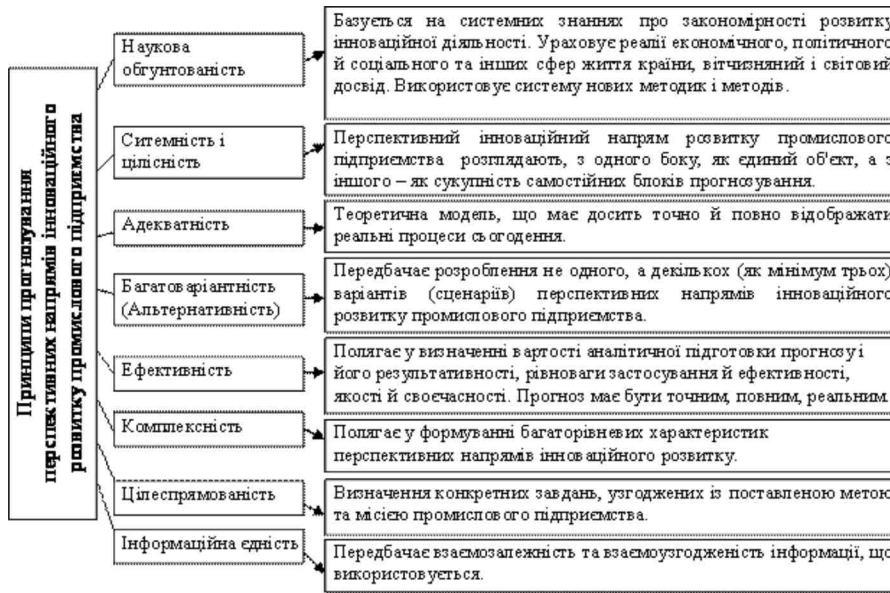 Принципи прогнозування
перспективних напрямів інноваційного
розвитку промислового підприємства
Наукова
обгунтованість
Базується на системних знаннях про закономірності розвитку
інноваційної діяльності. Ураховує реалії економічного, політичного
й соціального та інших сфер життя країни, вітчизняний і світовий
досвід. Використовує систему нових методик і методів.
Ситемність і
цілісність
Перспективний інноваційний напрям розвитку промислового
підприємства розглядають, з одного боку, як єдиний об'єкт, а з
іншого – як сукупність самостійних блоків прогнозування.
Адекватність
Теоретична модель, що має досить точно й повно відображати
реальні процеси сьогодення.
Багатоваріантність
(Альтернативність)
Передбачає розроблення не одного, а декількох (як мінімум трьох)
варіантів (сценаріїв) перспективних напрямів інноваційного
розвитку промислового підприємства.
Ефективність
Полягає у визначенні вартості аналітичної підготовки прогнозу і
його результативності, рівноваги застосування й ефективності,
якості й своєчасності. Прогноз має бути точним, повним, реальним.
Комплексність
Полягає у формуванні багаторівневих характеристик
перспективних напрямів інноваційного розвитку.
Цілеспрямованість
Визначення конкретних завдань, узгоджених із поставленою метою
та місією промислового підприємства.
Інформаційна єдність
Передбачає взаємозалежність та взаємоузгодженість інформації, що
використовується.